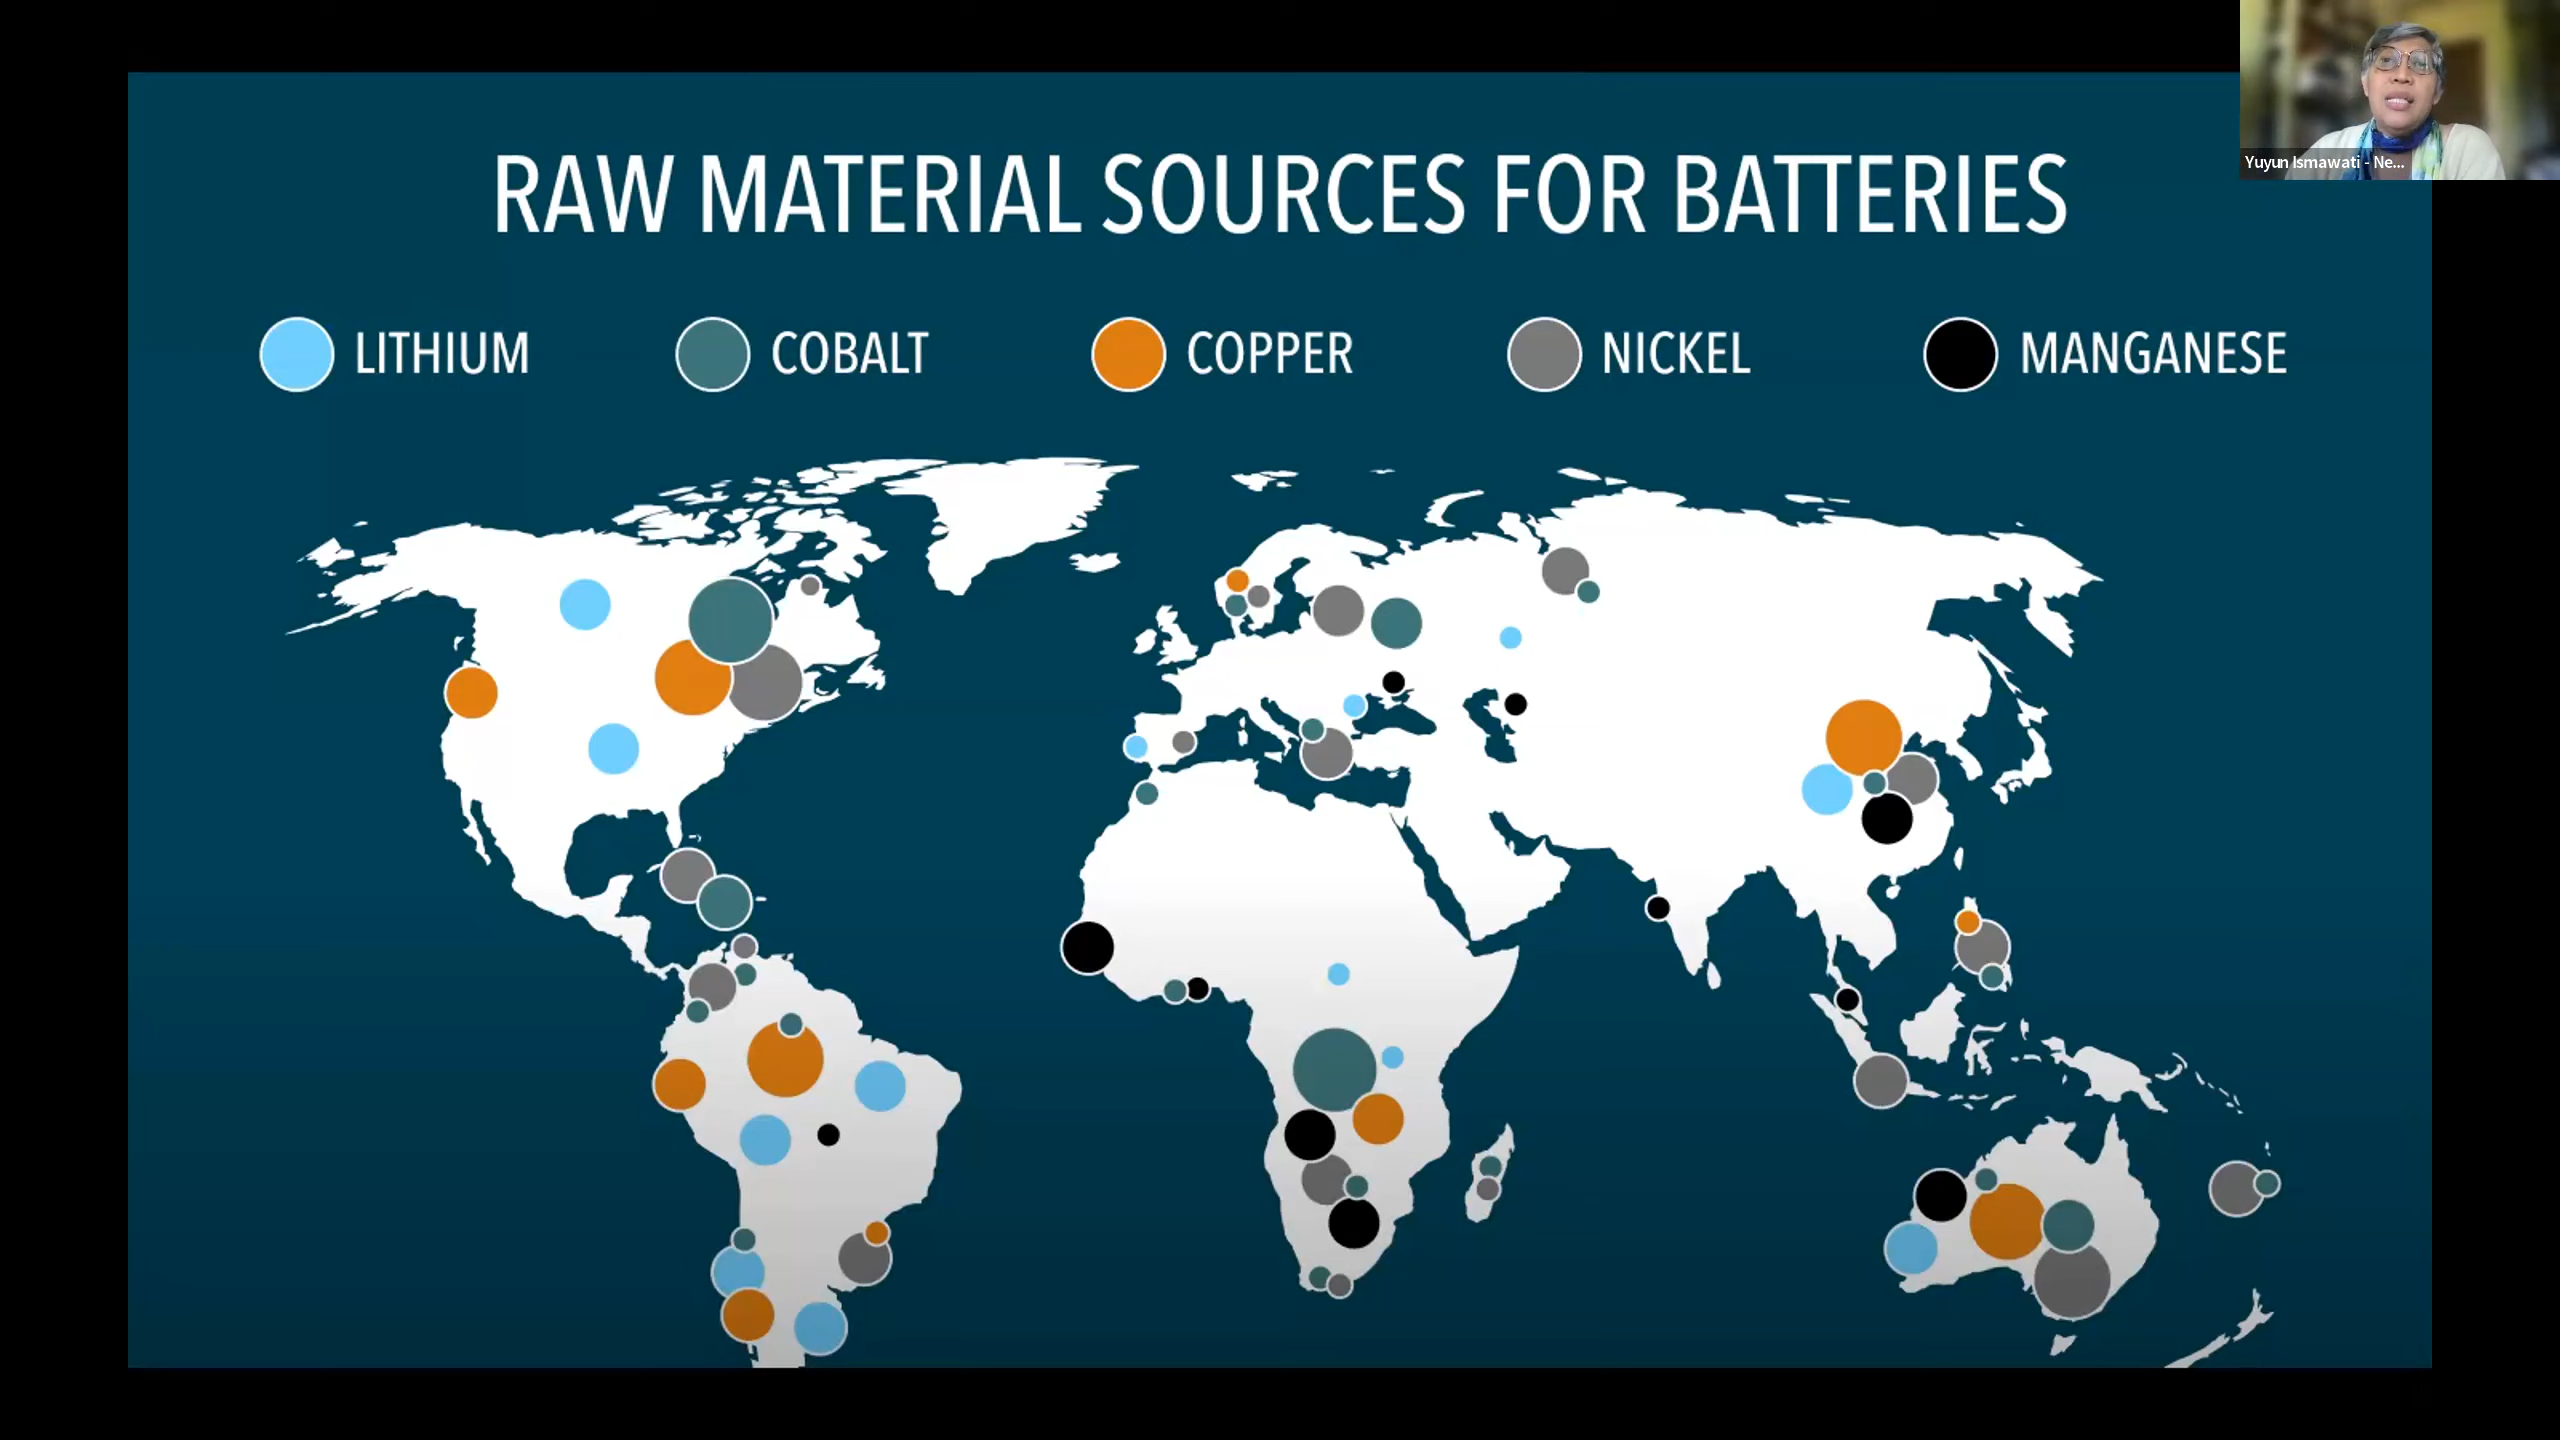 RAW MATERIAL SOURCES FOR BATTERIES
LITHIUM
COBALT
COPPER
NICKEL
MANGANESE
Yuyun Ismawati - Ne...